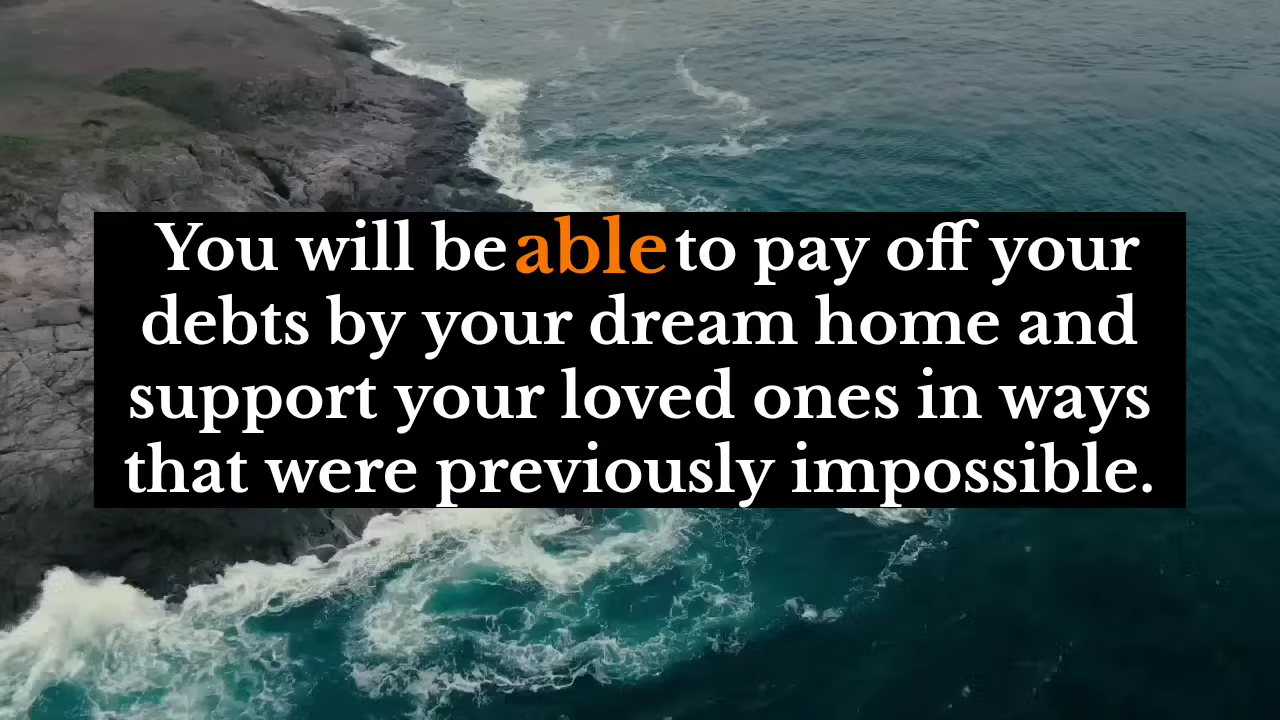 You will be able to pay off your
debts by your dream home and
support your loved ones in ways
that were previously impossible.